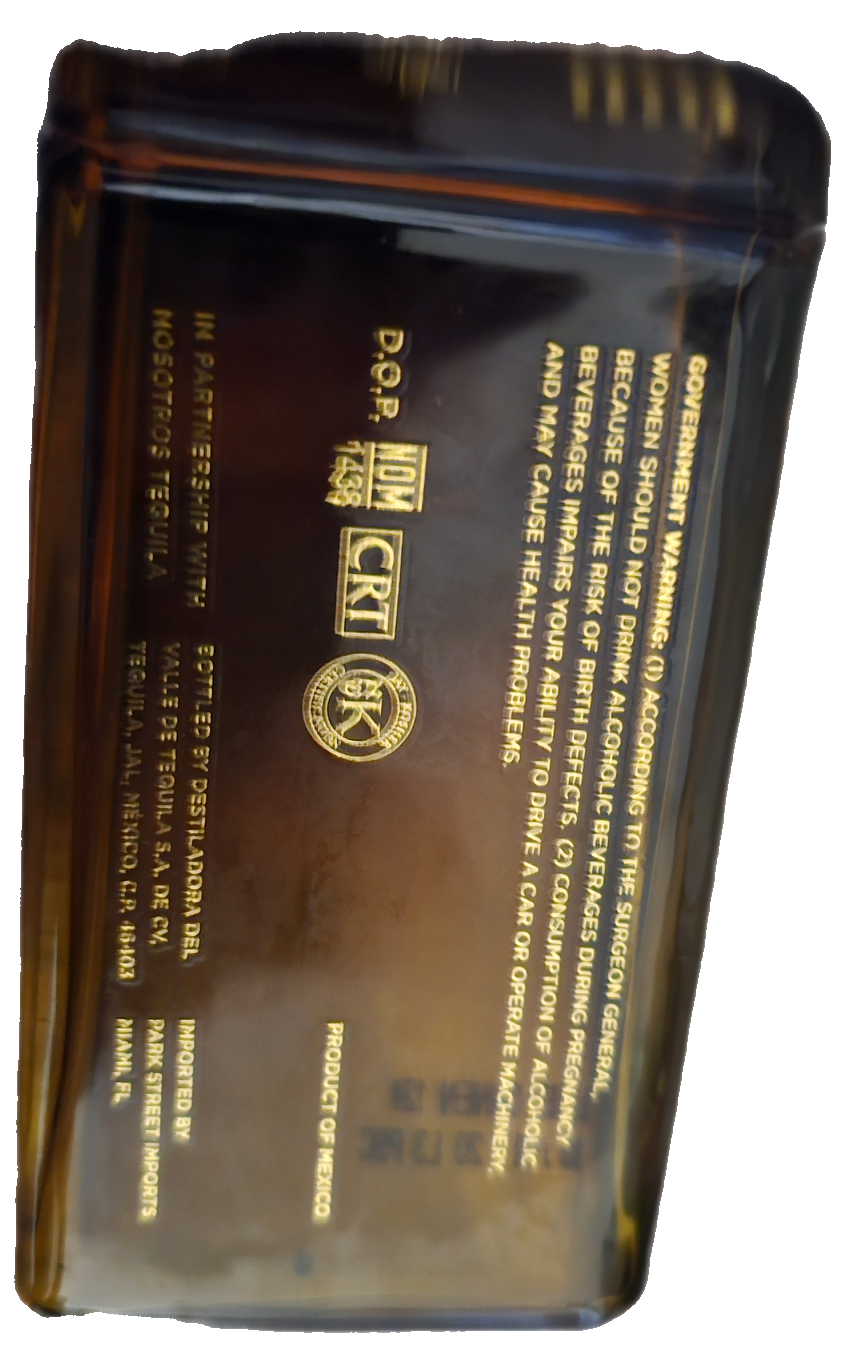 GOVERNMENT WARNING: (1) ACCORDING TO THE SURGEON GENERAL,
WOMEN SHOULD NOT DRINK ALCOHOLIC BEVERAGES DURING PREGNANCY
BECAUSE OF THE RISK OF BIRTH DEFECTS. (2) CONSUMPTION OF ALCOHOLIC
BEVERAGES IMPAIRS YOUR ABILITY TO DRIVE A CAR OR OPERATE MACHINERY,
AND MAY CAUSE HEALTH PROBLEMS.
D.O.P.
NOM
1438
CRT
K
PRODUCT OF MEXICO
IN PARTNERSHIP WITH
NOSOTROS TEQUILA
BOTTLED BY DESTILADORA DEL
VALLE DE TEQUILA S.A. DE CV.
TEQUILA, JAL, MÉXICO, C.P. 46403
IMPORTED BY
PARK STREET IMPORTS
MIAMI, FL